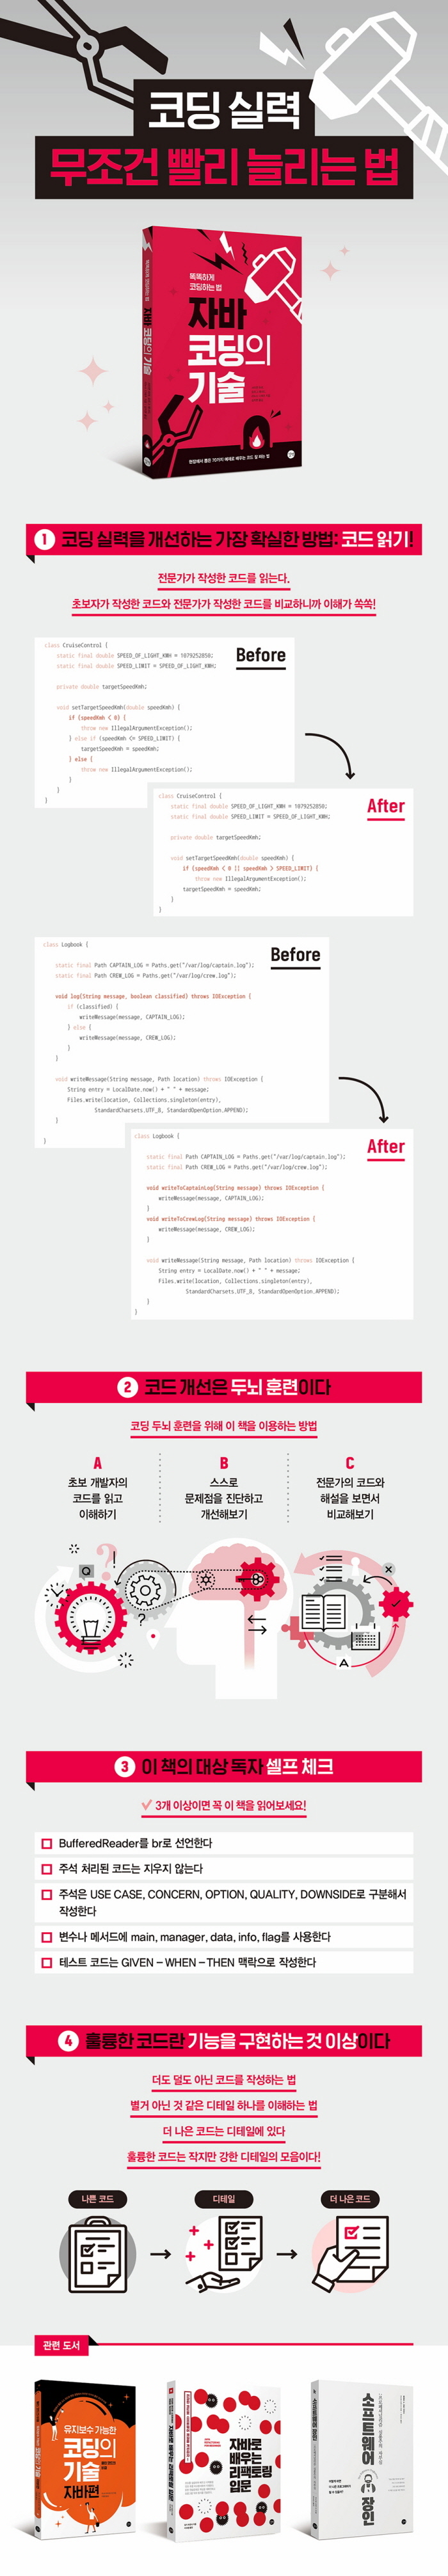 코딩 실력
무조건 빨리 늘리는 법
똑똑하게
코딩하는 법
자바
코딩의
기술
현장에서 뽑은 70가지 예제로 배우는 코드 잘 짜는 법
자바 코딩의 기술
1 코딩 실력을 개선하는 가장 확실한 방법: 코드 읽기!
전문가가 작성한 코드를 읽는다.
초보자가 작성한 코드와 전문가가 작성한 코드를 비교하니까 이해가 쏙쏙!
Before
class CruiseControl {
static final double SPEED_OF_LIGHT_KMH = 1079252850;
static final double SPEED_LIMIT = SPEED_OF_LIGHT_KMH;
private double targetSpeedKmh;
void setTargetSpeedKmh(double speedKmh) {
if (speedKmh < 0) {
throw new IllegalArgumentException();
} else if (speedKmh <= SPEED_LIMIT) {
targetSpeedKmh = speedKmh;
} else {
throw new IllegalArgumentException();
}
}
}
After
class CruiseControl {
static final double SPEED_OF_LIGHT_KMH = 1079252850;
static final double SPEED_LIMIT = SPEED_OF_LIGHT_KMH;
private double targetSpeedKmh;
void setTargetSpeedKmh(double speedKmh) {
if (speedKmh < 0 || speedKmh > SPEED_LIMIT) {
throw new IllegalArgumentException();
targetSpeedKmh = speedKmh;
}
}
Before
class Logbook {
static final Path CAPTAIN_LOG = Paths.get("/var/log/captain.log");
static final Path CREW_LOG = Paths.get("/var/log/crew.log");
void log(String message, boolean classified) throws IOException {
if (classified) {
writeMessage(message, CAPTAIN_LOG);
} else {
writeMessage(message, CREW_LOG);
}
}
void writeMessage(String message, Path location) throws IOException {
String entry = LocalDate.now() + " " + message;
Files.write(location, Collections.singleton(entry),
StandardCharsets.UTF_8, StandardOpenOption.APPEND);
}
}
After
class Logbook {
static final Path CAPTAIN_LOG = Paths.get("/var/log/captain.log");
static final Path CREW_LOG = Paths.get("/var/log/crew.log");
void writeToCaptainLog(String message) throws IOException {
writeMessage(message, CAPTAIN_LOG);
}
void writeToCrewLog(String message) throws IOException {
writeMessage(message, CREW_LOG);
}
void writeMessage(String message, Path location) throws IOException {
String entry = LocalDate.now() + " " + message;
Files.write(location, Collections.singleton(entry),
StandardCharsets.UTF_8, StandardOpenOption.APPEND);
}
}
2 코드 개선은 두뇌 훈련이다
코딩 두뇌 훈련을 위해 이 책을 이용하는 방법
A
초보 개발자의
코드를 읽고
이해하기
B
스스로
문제점을 진단하고
개선해보기
C
전문가의 코드와
해설을 보면서
비교해보기
Q
!
?
?
A
3 이 책의 대상 독자 셀프 체크
3개 이상이면 꼭 이 책을 읽어보세요!
BufferedReader를 br로 선언한다
주석 처리된 코드는 지우지 않는다
주석은 USE CASE, CONCERN, OPTION, QUALITY, DOWNSIDE로 구분해서
작성한다
변수나 메서드에 main, manager, data, info, flag를 사용한다
테스트 코드는 GIVEN – WHEN – THEN 맥락으로 작성한다
4 훌륭한 코드란 기능을 구현하는 것 이상이다
더도 덜도 아닌 코드를 작성하는 법
별거 아닌 것 같은 디테일 하나를 이해하는 법
더 나은 코드는 디테일에 있다
훌륭한 코드는 작지만 강한 디테일의 모음이다!
나쁜 코드
디테일
더 나은 코드
관련 도서
유지보수 가능한
코딩의
기술
자바편
자바로
배우는
리팩토링
입문
자바로 배우는 리팩토링 입문
소프트웨어
장인
소프트웨어 장인